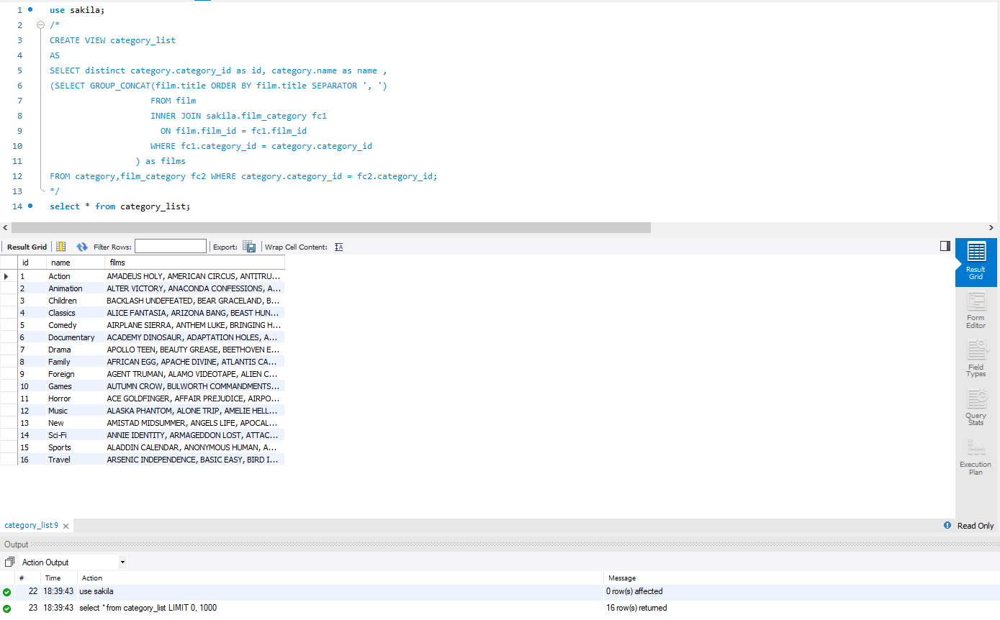 1 use sakila;
2 /*
3 CREATE VIEW category_list
4 AS
5 SELECT distinct category.category_id as id, category.name as name ,
6 (SELECT GROUP_CONCAT(film.title ORDER BY film.title SEPARATOR ', ')
7 FROM film
8 INNER JOIN sakila.film_category fc1
9 ON film.film_id = fc1.film_id
10 WHERE fc1.category_id = category.category_id
11 ) as films
12 FROM category,film_category fc2 WHERE category.category_id = fc2.category_id;
13 */
14 select * from category_list;
Result Grid Filter Rows: Export: Wrap Cell Content: IA
id name films
1 Action AMADEUS HOLY, AMERICAN CIRCUS, ANTITRU...
2 Animation ALTER VICTORY, ANACONDA CONFESSIONS, A...
3 Children BACKLASH UNDEFEATED, BEAR GRACELAND, B...
4 Classics ALICE FANTASIA, ARIZONA BANG, BEAST HUN...
5 Comedy AIRPLANE SIERRA, ANTHEM LUKE, BRINGING H...
6 Documentary ACADEMY DINOSAUR, ADAPTATION HOLES, A...
7 Drama APOLLO TEEN, BEAUTY GREASE, BEETHOVEN E...
8 Family AFRICAN EGG, APACHE DIVINE, ATLANTIS CA...
9 Foreign AGENT TRUMAN, ALAMO VIDEOTAPE, ALIEN C...
10 Games AUTUMN CROW, BULWORTH COMMANDMENTS...
11 Horror ACE GOLDFINGER, AFFAIR PREJUDICE, AIRPO...
12 Music ALASKA PHANTOM, ALONE TRIP, AMELIE HELL...
13 New AMISTAD MIDSUMMER, ANGELS LIFE, APOCAL...
14 Sci-Fi ANNIE IDENTITY, ARMAGEDDON LOST, ATTAC...
15 Sports ALADDIN CALENDAR, ANONYMOUS HUMAN, A...
16 Travel ARSENIC INDEPENDENCE, BASIC EASY, BIRD I...
Result
Grid
Form
Editor
Field
Types
Query
Stats
Execution
Plan
category_list 9 Read Only
Output
Action Output
# Time Action Message
22 18:39:43 use sakila 0 row(s) affected
23 18:39:43 select * from category_list LIMIT 0, 1000 16 row(s) returned